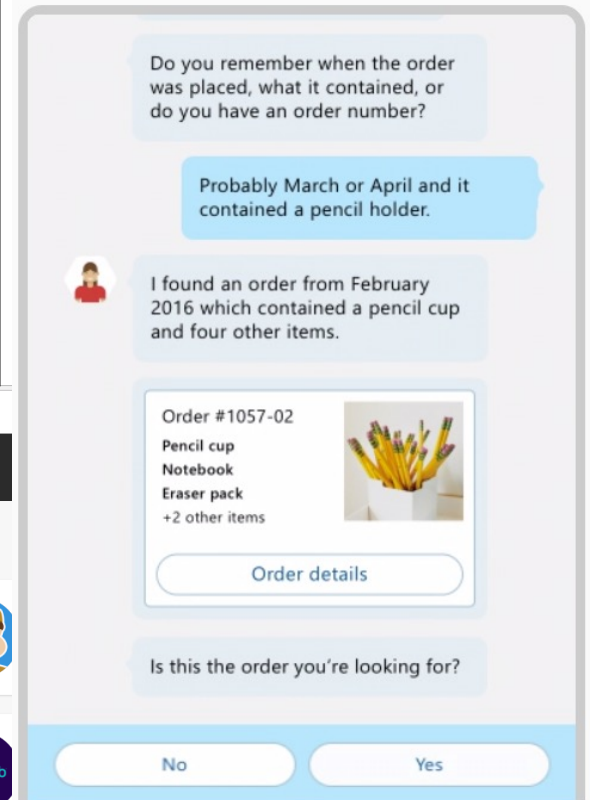 Do you remember when the order
was placed, what it contained, or
do you have an order number?
Probably March or April and it
contained a pencil holder.
I found an order from February
2016 which contained a pencil cup
and four other items.
Order #1057-02
Pencil cup
Notebook
Eraser pack
+2 other items
Order details
Is this the order you're looking for?
No
Yes